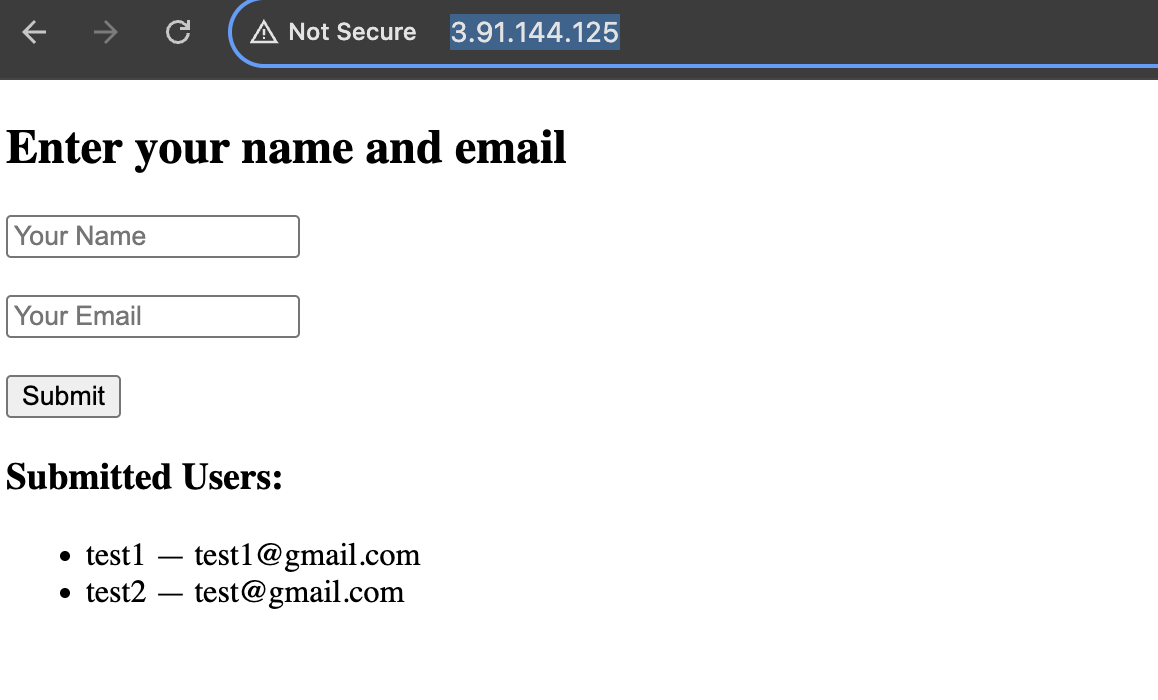 Not Secure 3.91.144.125
Enter your name and email
Your Name
Your Email
Submit
Submitted Users:
• test1 — test1@gmail.com
• test2 — test@gmail.com